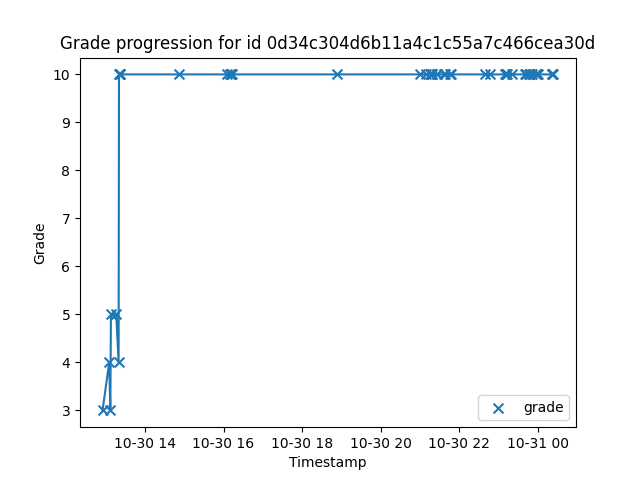 Grade progression for id 0d34c304d6b11a4c1c55a7c466cea30d
10
9
8
7
6
5
4
3
Grade
10-30 14 10-30 16 10-30 18 10-30 20 10-30 22 10-31 00
Timestamp
grade